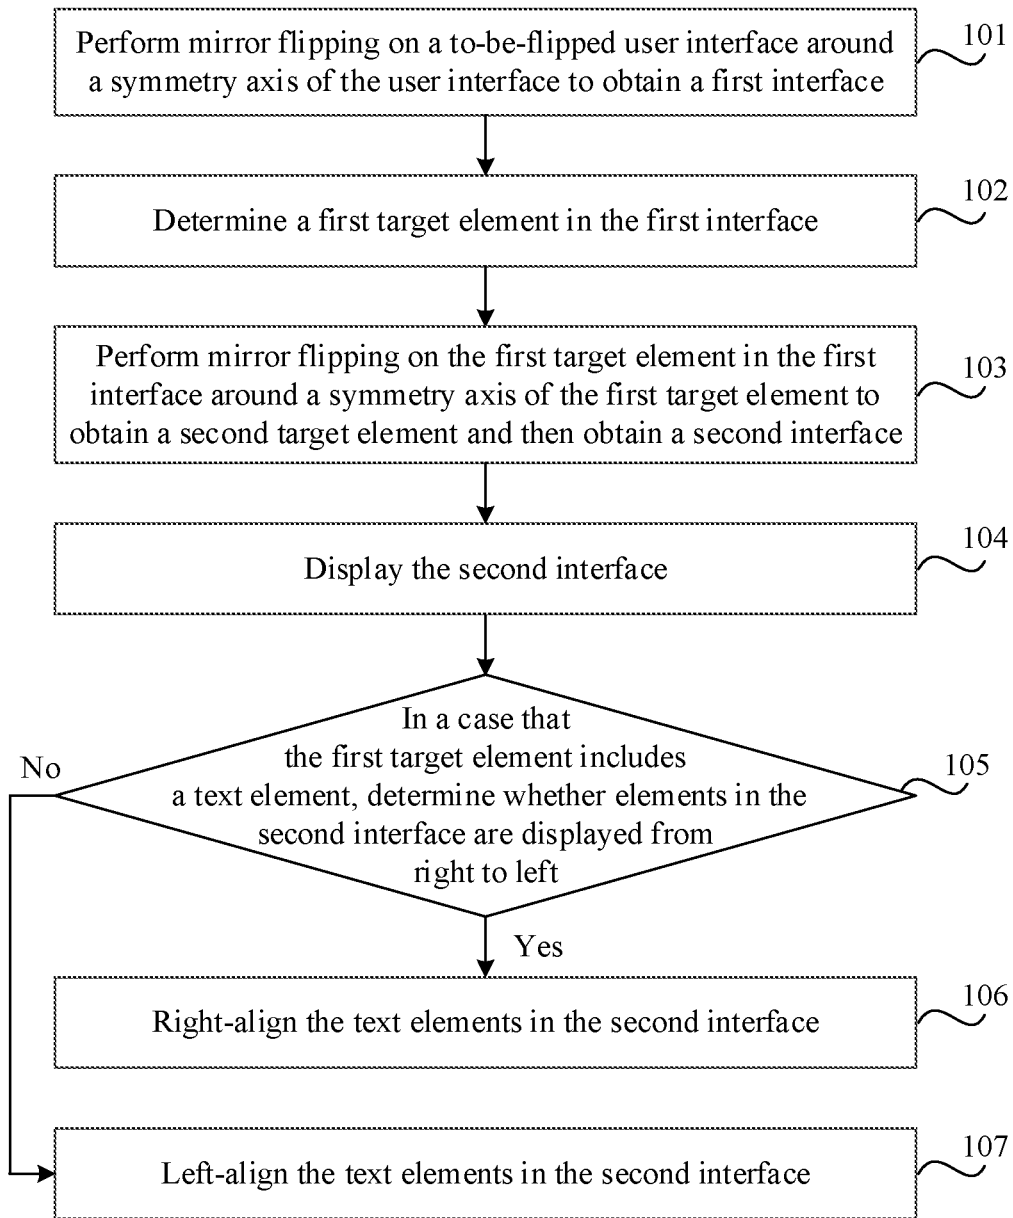 Perform mirror flipping on a to-be-flipped user interface around
a symmetry axis of the user interface to obtain a first interface
101
Determine a first target element in the first interface
102
Perform mirror flipping on the first target element in the first
interface around a symmetry axis of the first target element to
obtain a second target element and then obtain a second interface
103
Display the second interface
104
In a case that
the first target element includes
a text element, determine whether elements in the
second interface are displayed from
right to left
105
No
Yes
Right-align the text elements in the second interface
106
Left-align the text elements in the second interface
107